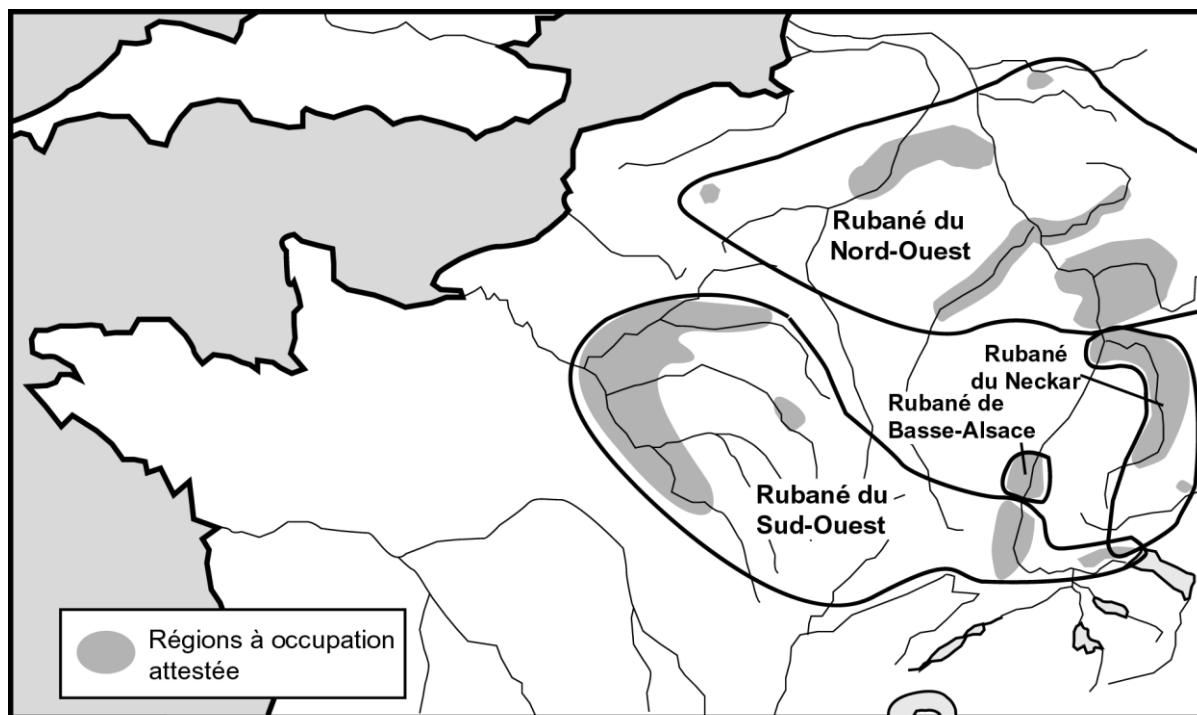 Rubané du
Nord-Ouest
Rubané
du Neckar
Rubané de
Basse-Alsace
Rubané du
Sud-Ouest
Régions à occupation
attestée